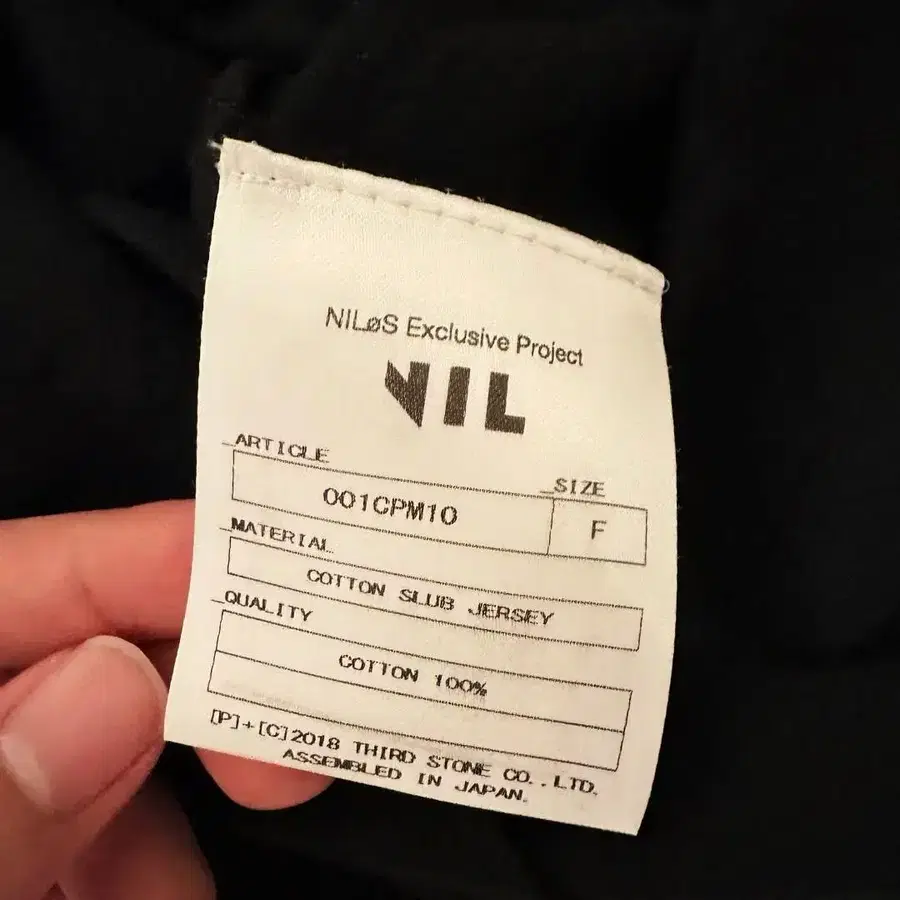 NILøS Exclusive Project
NIL
_ARTICLE
_SIZE
001CPM10
F
_MATERIAL
COTTON SLUB JERSEY
_QUALITY
COTTON 100%
[P]+[C]2018 THIRD STONE CO.,LTD.
ASSEMBLED IN JAPAN.